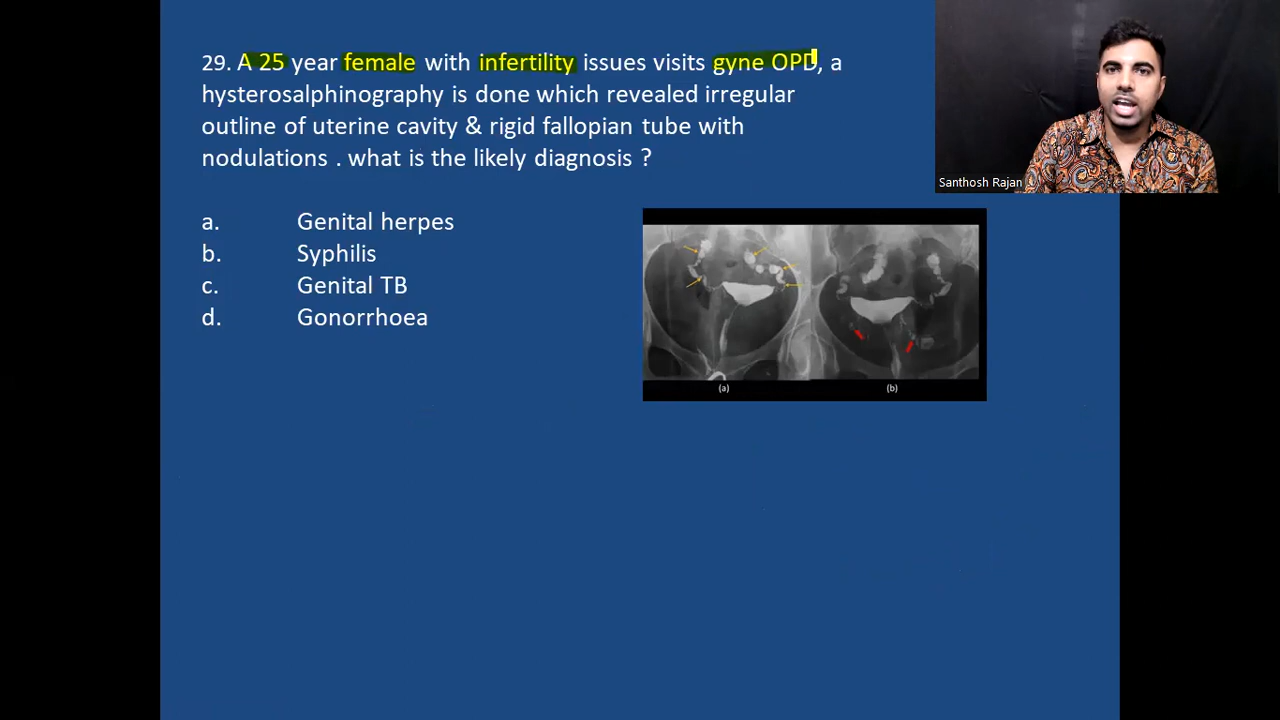 29. A 25 year female with infertility issues visits gyne OPD, a
hysterosalphinography is done which revealed irregular
outline of uterine cavity & rigid fallopian tube with
nodulations . what is the likely diagnosis ?
a. Genital herpes
b. Syphilis
c. Genital TB
d. Gonorrhoea
(a) (b)
Santhosh Rajan